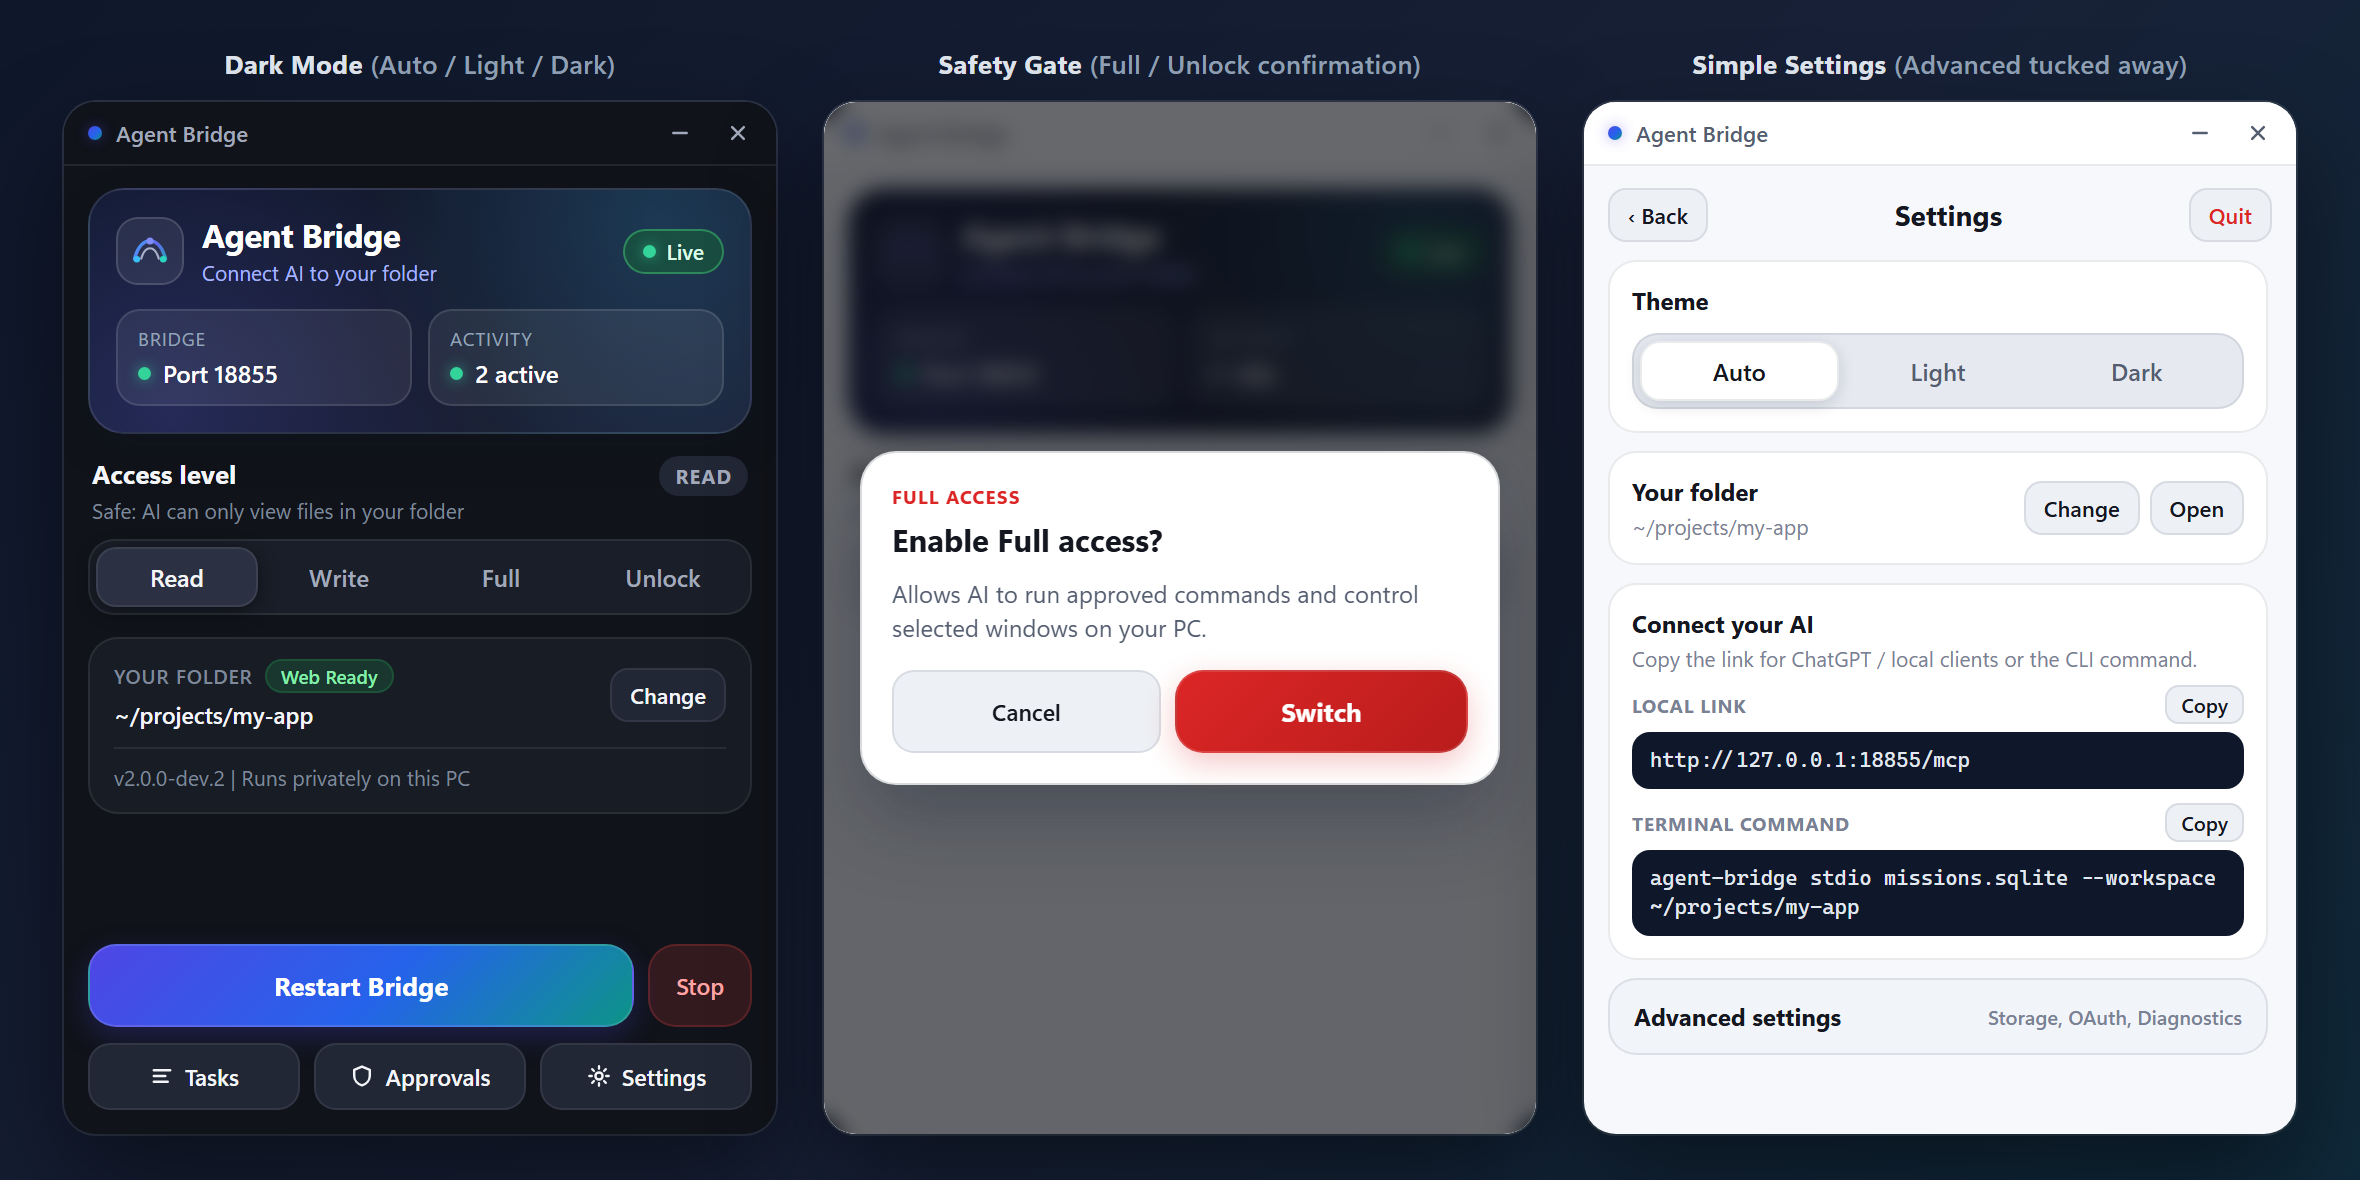 Dark Mode (Auto / Light / Dark)
Agent Bridge
Agent Bridge
Connect AI to your folder
Live
BRIDGE
Port 18855
ACTIVITY
2 active
Access level
READ
Safe: AI can only view files in your folder
Read Write Full Unlock
YOUR FOLDER Web Ready
~/projects/my-app
Change
v2.0.0-dev.2 | Runs privately on this PC
Restart Bridge
Stop
Tasks
Approvals
Settings
Safety Gate (Full / Unlock confirmation)
Agent Bridge
FULL ACCESS
Enable Full access?
Allows AI to run approved commands and control
selected windows on your PC.
Cancel
Switch
Simple Settings (Advanced tucked away)
Agent Bridge
‹ Back
Settings
Quit
Theme
Auto Light Dark
Your folder
~/projects/my-app
Change
Open
Connect your AI
Copy the link for ChatGPT / local clients or the CLI command.
LOCAL LINK
Copy
http://127.0.0.1:18855/mcp
TERMINAL COMMAND
Copy
agent-bridge stdio missions.sqlite --workspace
~/projects/my-app
Advanced settings
Storage, OAuth, Diagnostics